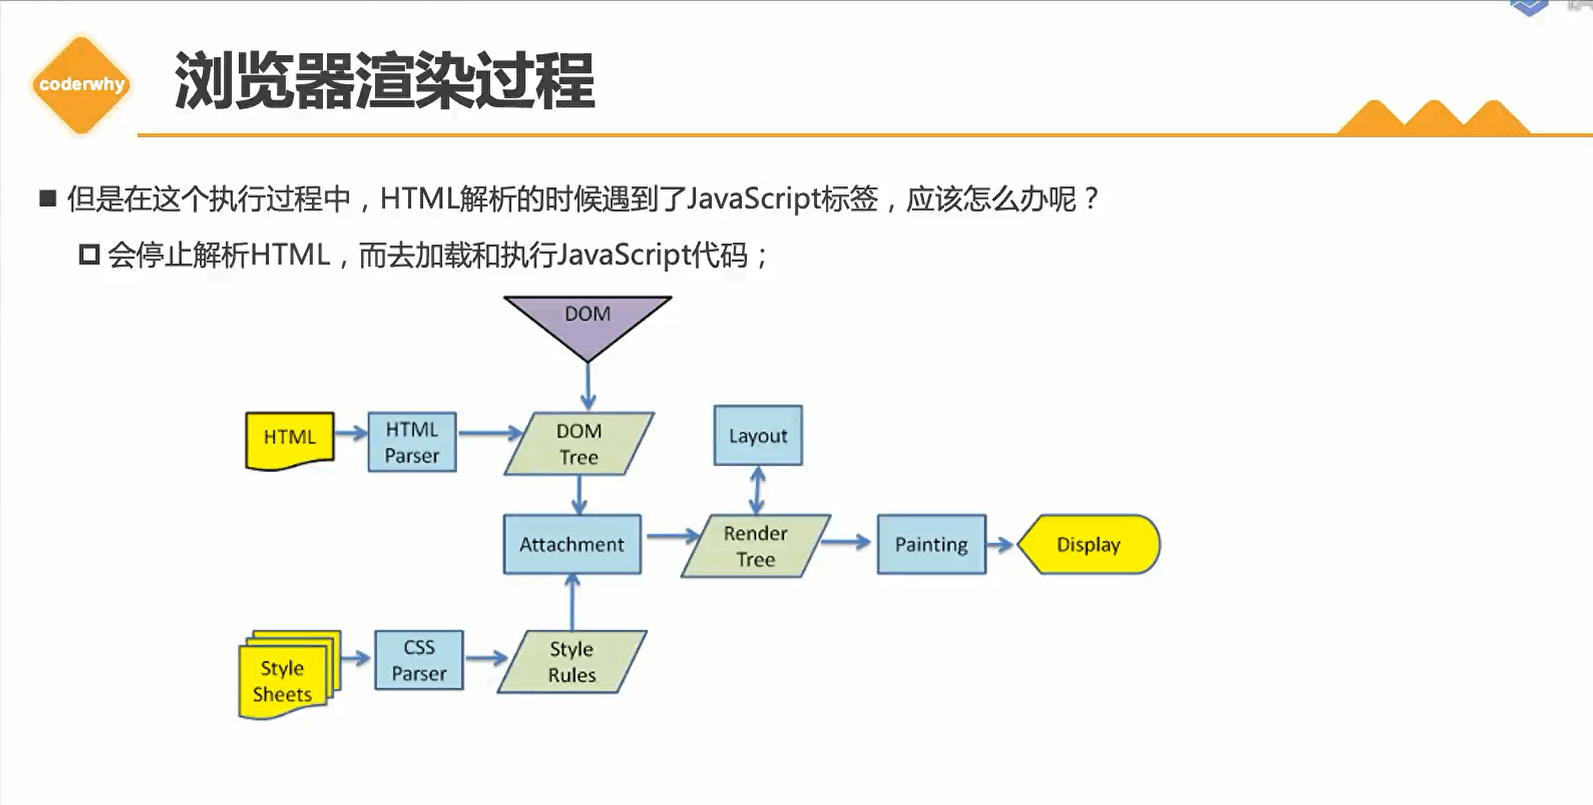 coderwhy
浏览器渲染过程
但是在这个执行过程中，HTML解析的时候遇到了JavaScript标签，应该怎么办呢？
会停止解析HTML，而去加载和执行JavaScript代码；
DOM
HTML
HTML
Parser
DOM
Tree
Layout
Attachment
Render
Tree
Painting
Display
Style
Sheets
CSS
Parser
Style
Rules